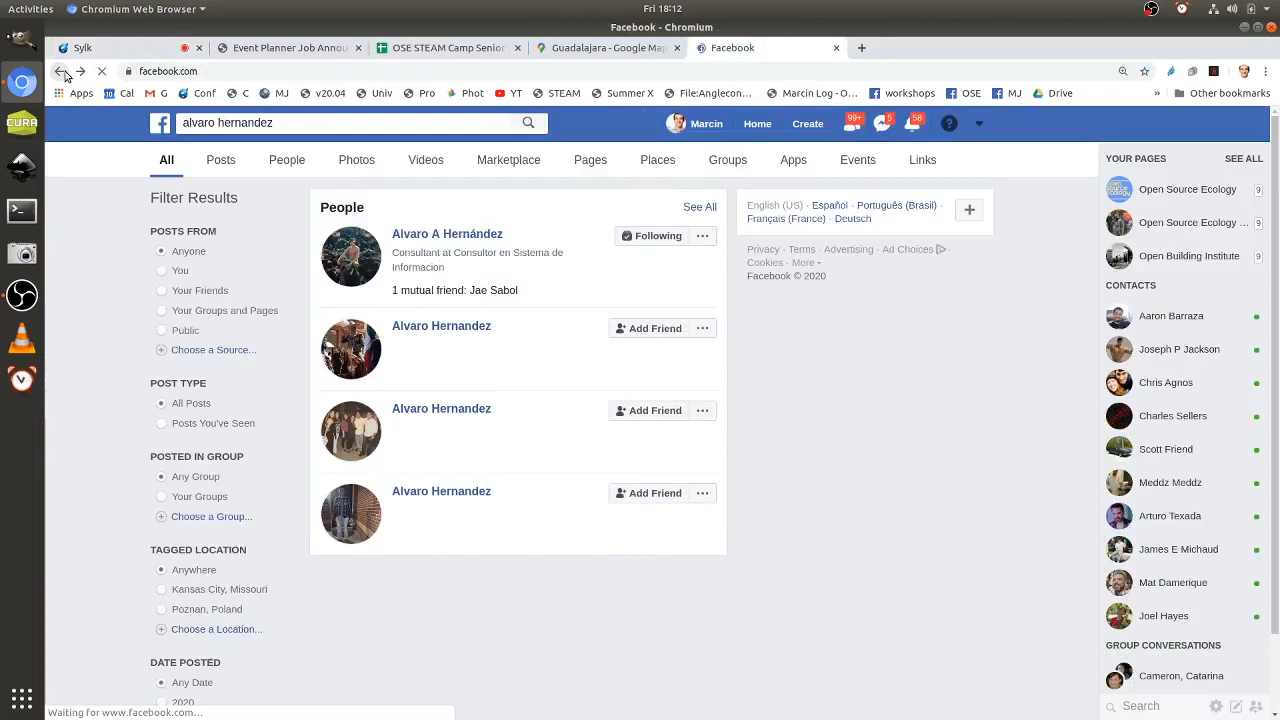 Activities Chromium Web Browser Fri 18:12
Facebook - Chromium
Sylk Event Planner Job Annou OSE STEAM Camp Senior Guadalajara - Google Map Facebook
facebook.com
Apps Cal G Conf C MJ v20.04 Univ Pro Phot YT STEAM Summer X File:Anglecon... Marcin Log - O... workshops OSE MJ Drive » Other bookmarks
alvaro hernandez Marcin Home Create 99+ 5 58
All Posts People Photos Videos Marketplace Pages Places Groups Apps Events Links
Filter Results
POSTS FROM
Anyone
You
Your Friends
Your Groups and Pages
Public
Choose a Source...
POST TYPE
All Posts
Posts You've Seen
POSTED IN GROUP
Any Group
Your Groups
Choose a Group...
TAGGED LOCATION
Anywhere
Kansas City, Missouri
Poznan, Poland
Choose a Location...
DATE POSTED
Any Date
2020
People See All
Alvaro A Hernández
Following
Consultant at Consultor en Sistema de
Informacion
1 mutual friend: Jae Sabol
Alvaro Hernandez
Add Friend
Alvaro Hernandez
Add Friend
Alvaro Hernandez
Add Friend
English (US) · Español · Português (Brasil) ·
Français (France) · Deutsch
Privacy · Terms · Advertising · Ad Choices ·
Cookies · More
Facebook © 2020
YOUR PAGES SEE ALL
Open Source Ecology 9
Open Source Ecology ... 9
Open Building Institute 9
CONTACTS
Aaron Barraza
Joseph P Jackson
Chris Agnos
Charles Sellers
Scott Friend
Meddz Meddz
Arturo Texada
James E Michaud
Mat Damerique
Joel Hayes
GROUP CONVERSATIONS
Cameron, Catarina
Search
Waiting for www.facebook.com...
CURA